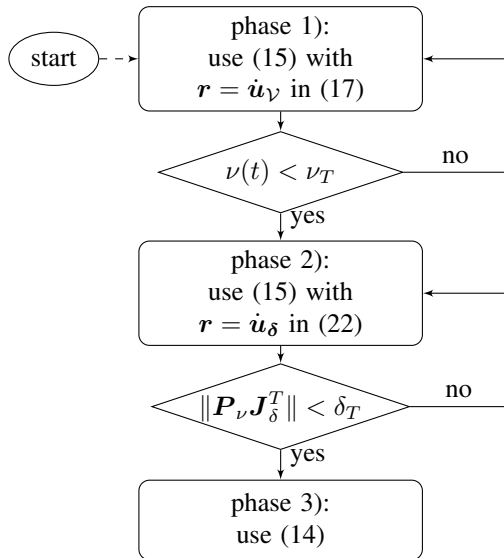 phase 1):
start
use (15) with
r = u̇_𝒱 in (17)
no
ν(t) < ν_T
yes
phase 2):
use (15) with
r = u̇_δ in (22)
no
‖P_ν J_δ^T‖ < δ_T
yes
phase 3):
use (14)